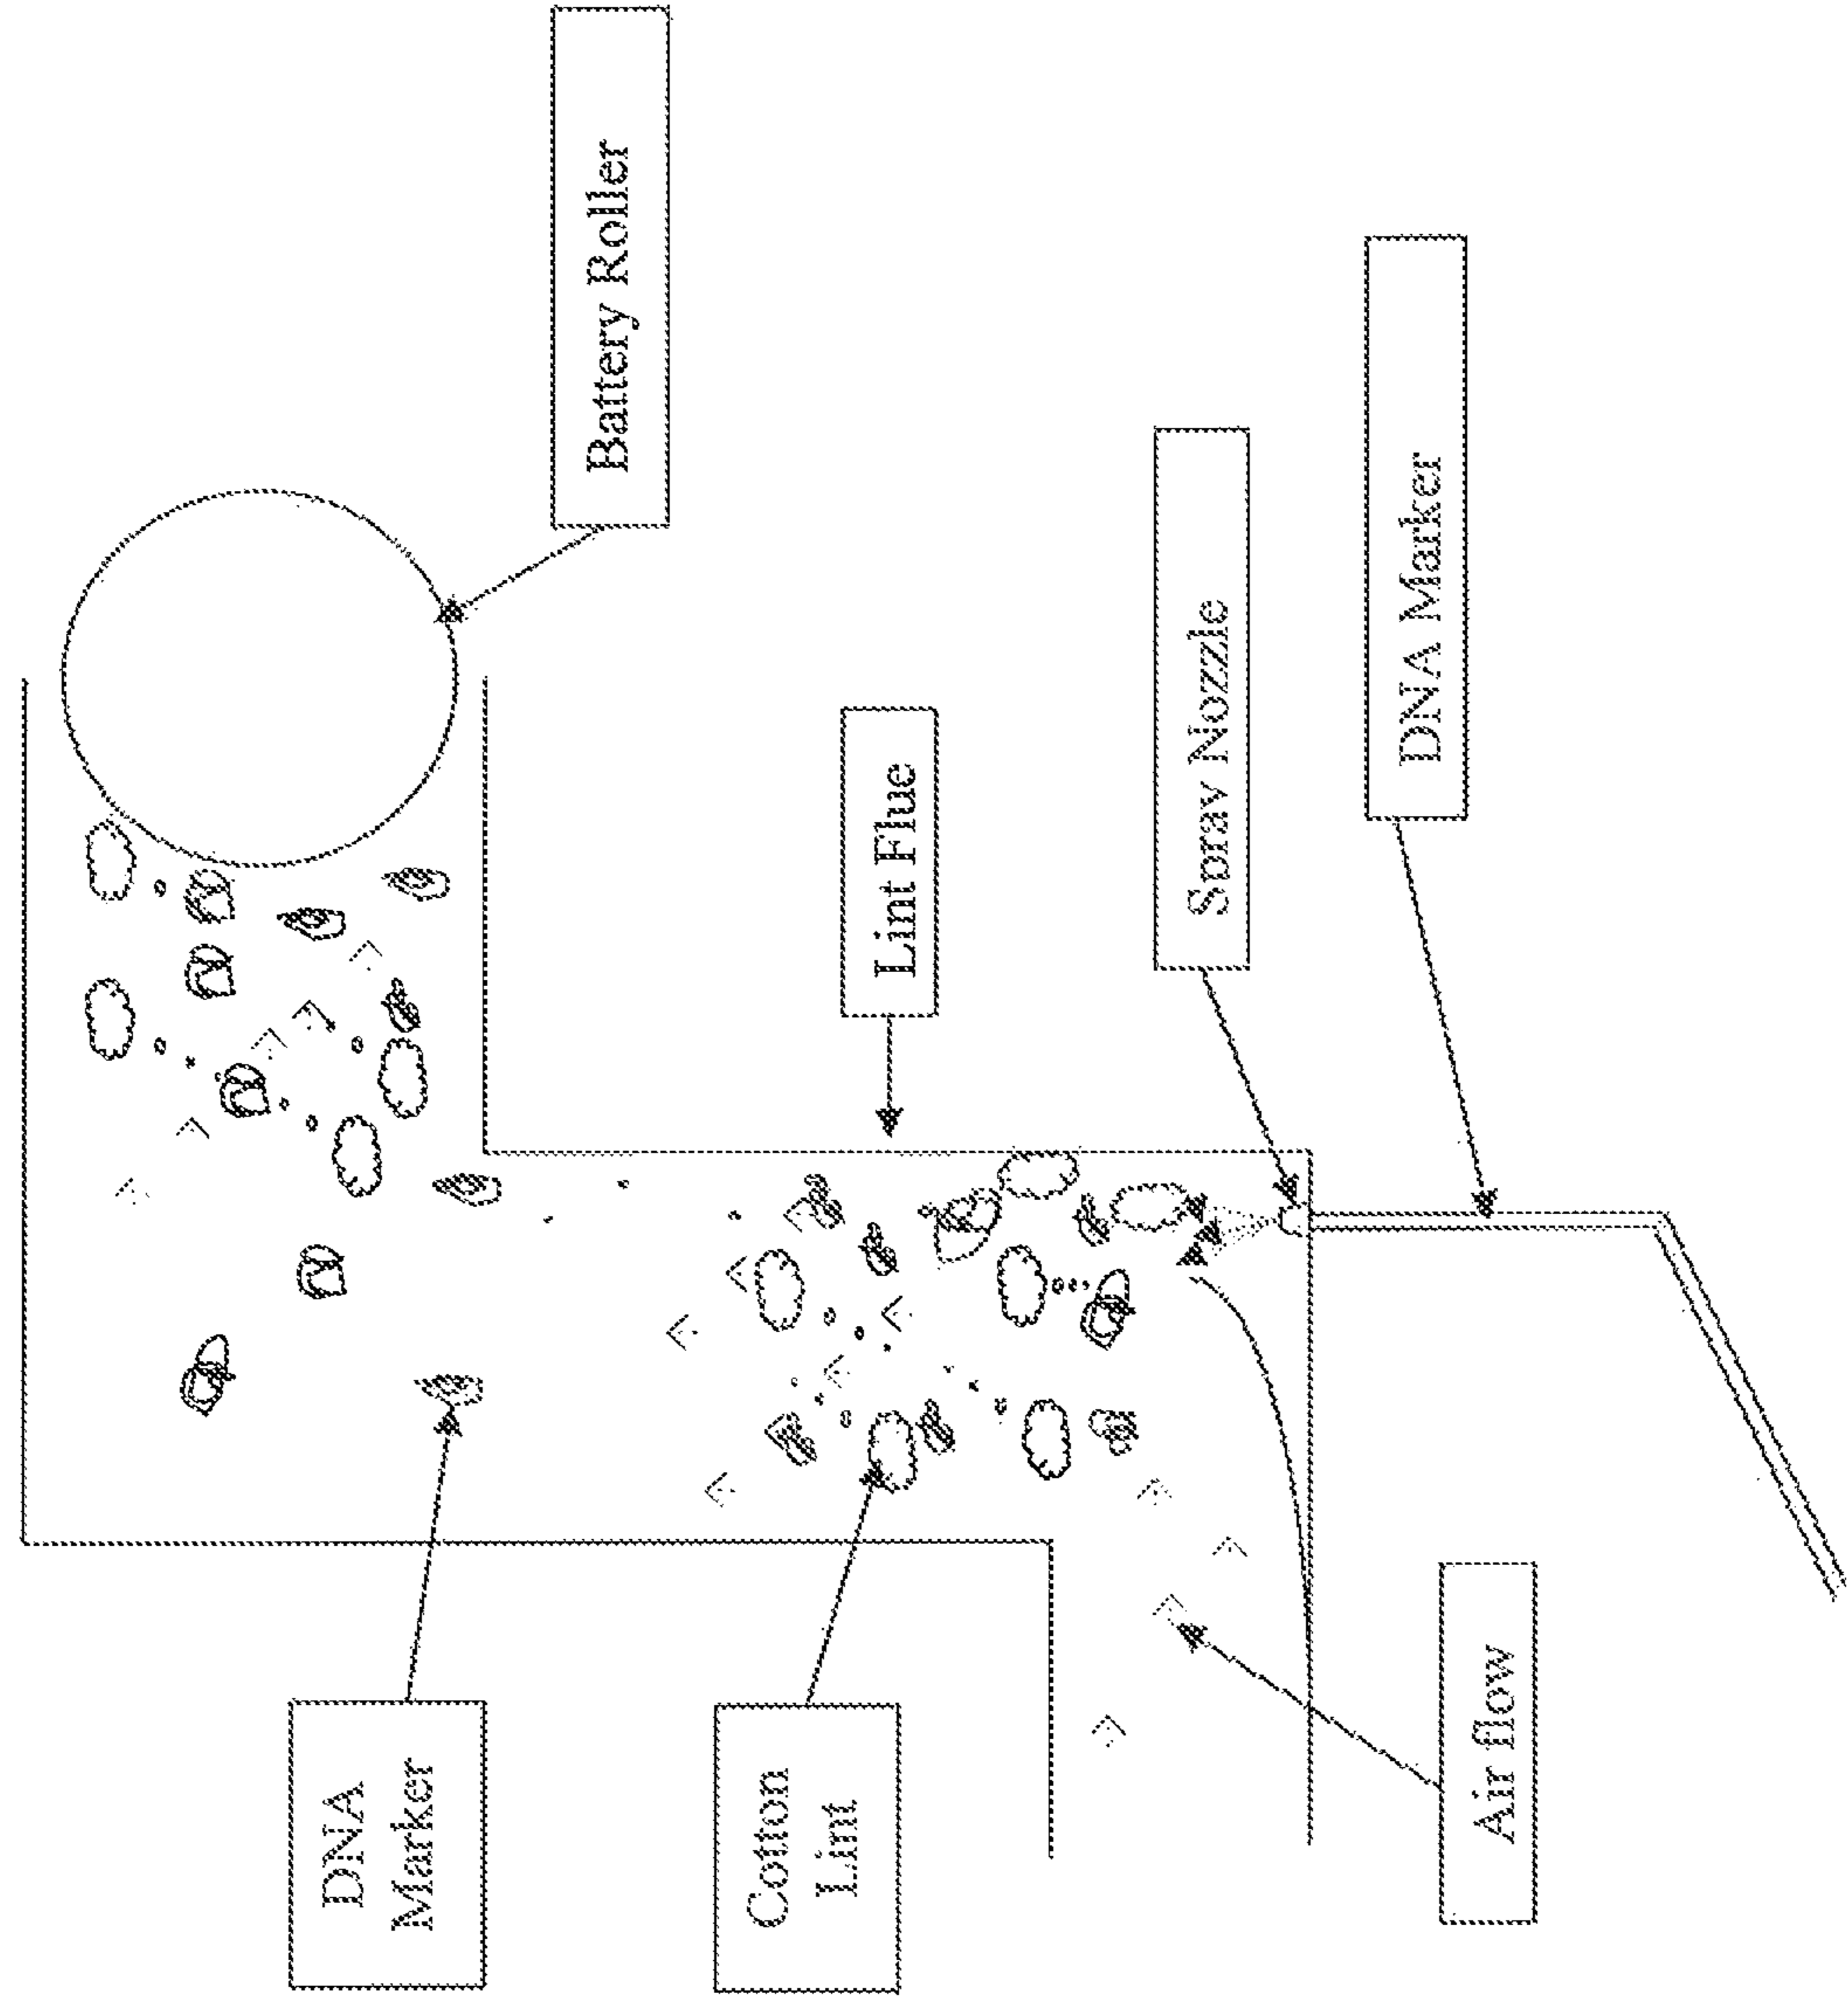 DNA
Marker
Battery Roller
Cotton
Lint
Lint Flue
Spray Nozzle
DNA Marker
Air flow